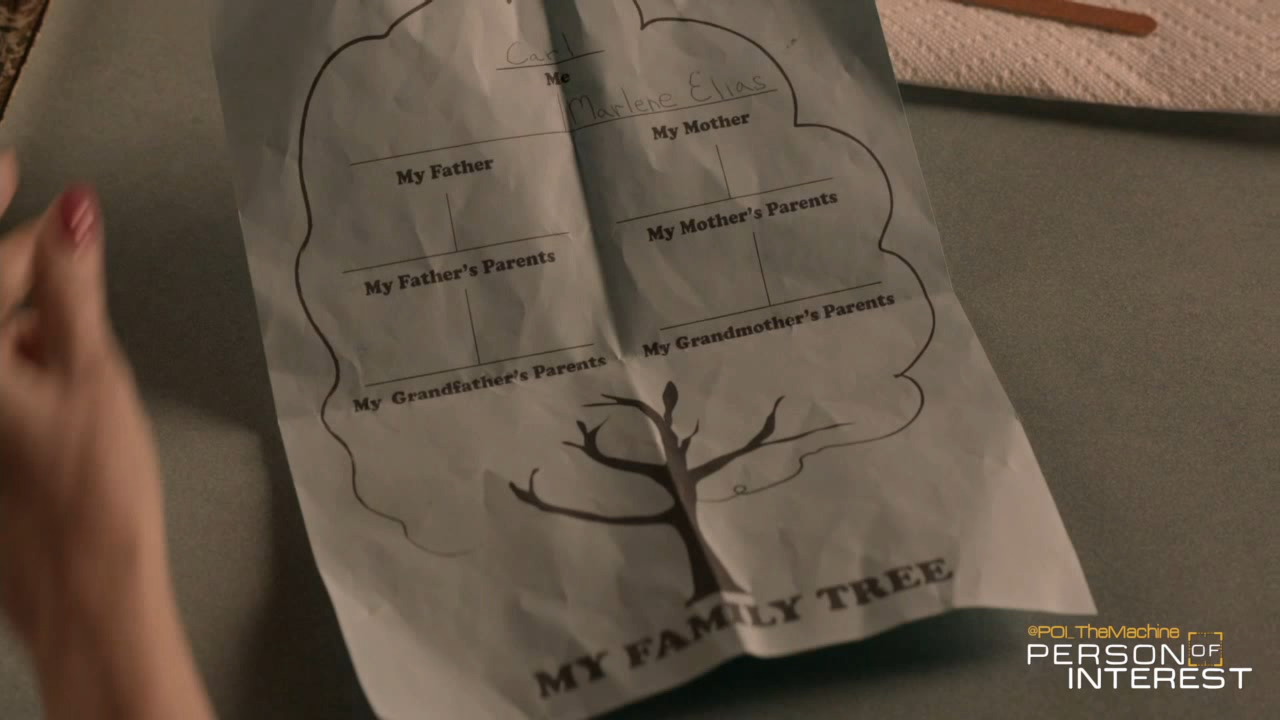 Carl
Me
Marlene Elias
My Mother
My Father
My Mother's Parents
My Father's Parents
My Grandmother's Parents
My Grandfather's Parents
MY FAMILY TREE
@POI_TheMachine
PERSON OF
INTEREST